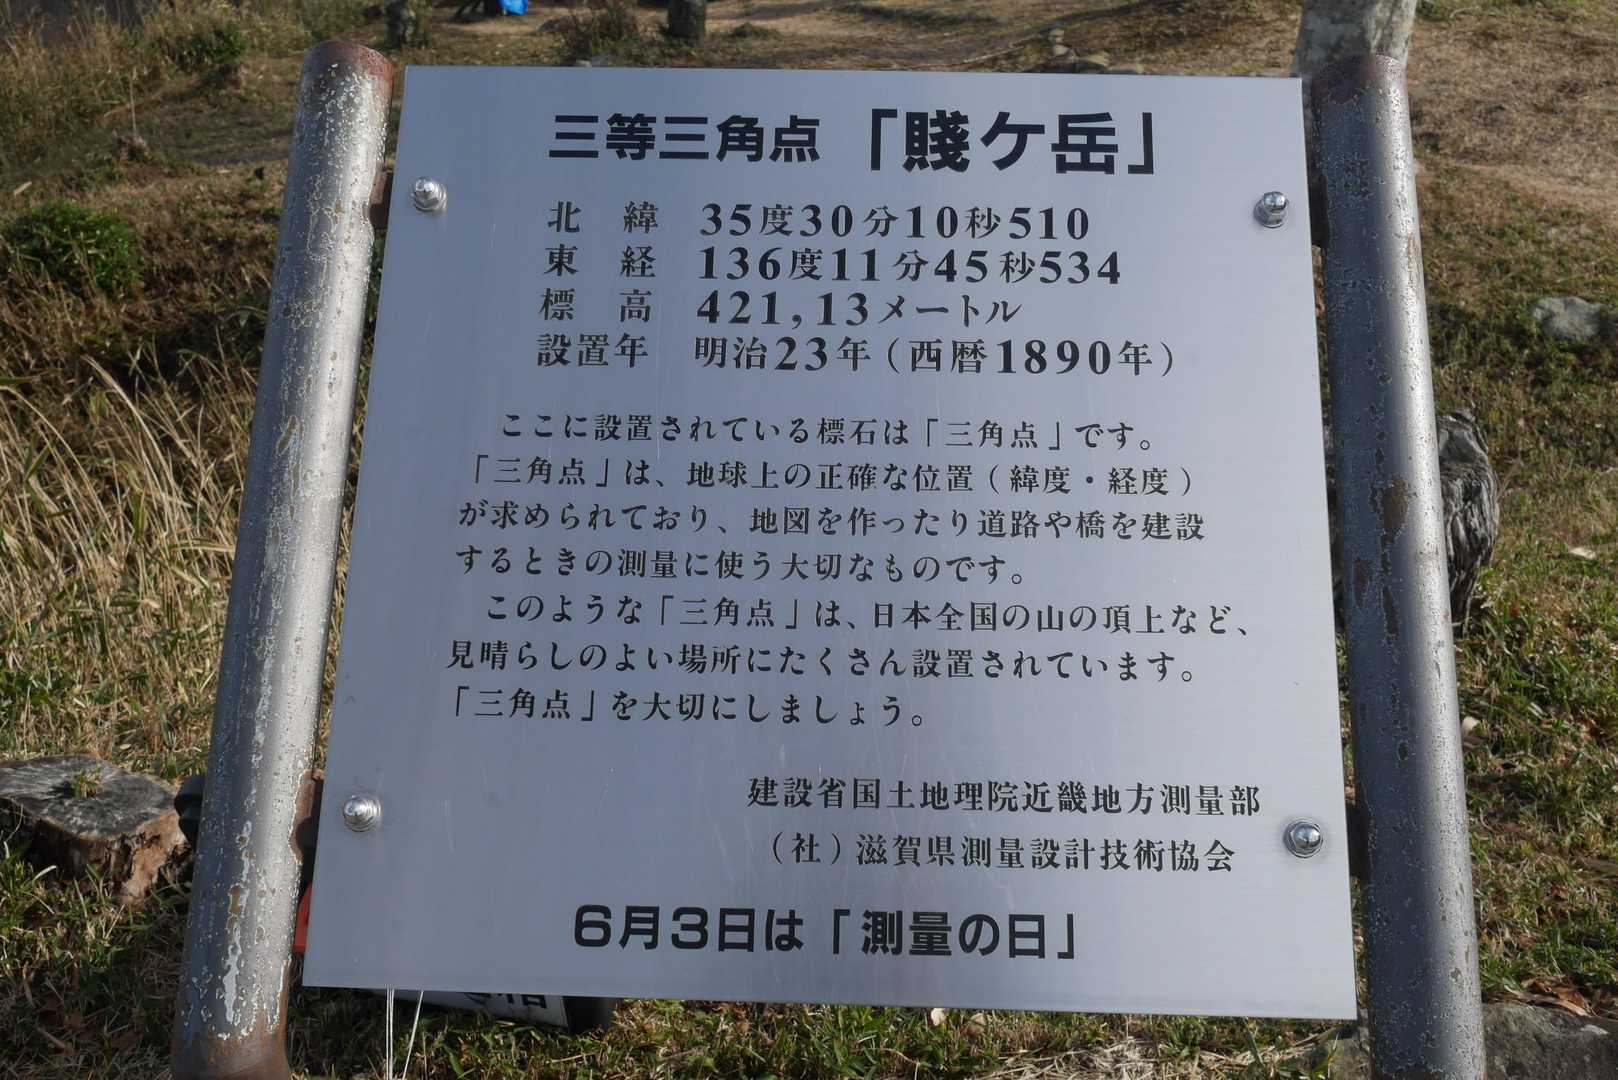 三等三角点「賤ケ岳」
北　緯　35度30分10秒510
東　経　136度11分45秒534
標　高　421,13メートル
設置年　明治23年（西暦1890年）
ここに設置されている標石は「三角点」です。
「三角点」は、地球上の正確な位置（緯度・経度）
が求められており、地図を作ったり道路や橋を建設
するときの測量に使う大切なものです。
このような「三角点」は、日本全国の山の頂上など、
見晴らしのよい場所にたくさん設置されています。
「三角点」を大切にしましょう。
建設省国土地理院近畿地方測量部
（社）滋賀県測量設計技術協会
6月3日は「測量の日」